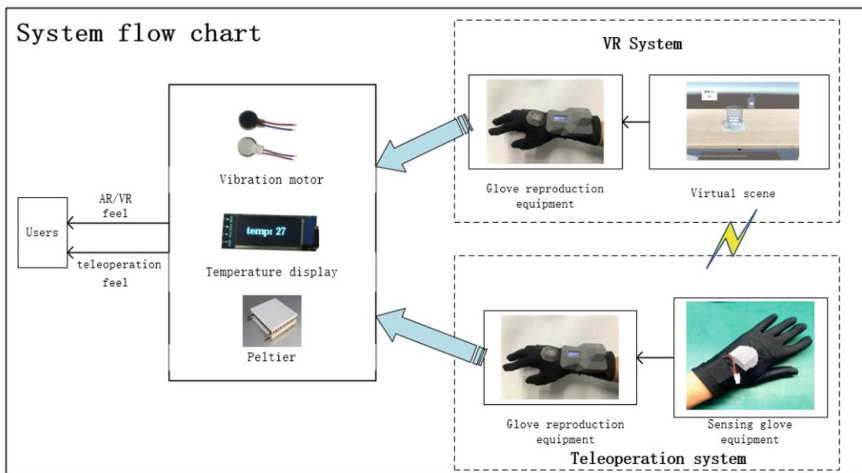 System flow chart
VR System
Vibration motor
Glove reproduction
equipment
Virtual scene
AR/VR
feel
Users
temp: 27
teleoperation
feel
Temperature display
Peltier
Glove reproduction
equipment
Sensing glove
equipment
Teleoperation system